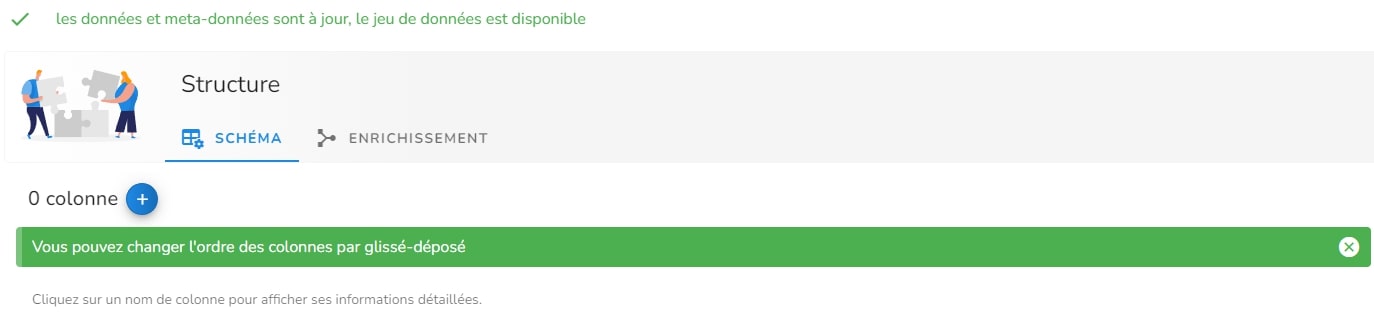 les données et meta-données sont à jour, le jeu de données est disponible
Structure
SCHÉMA
ENRICHISSEMENT
0 colonne
Vous pouvez changer l'ordre des colonnes par glissé-déposé
Cliquez sur un nom de colonne pour afficher ses informations détaillées.